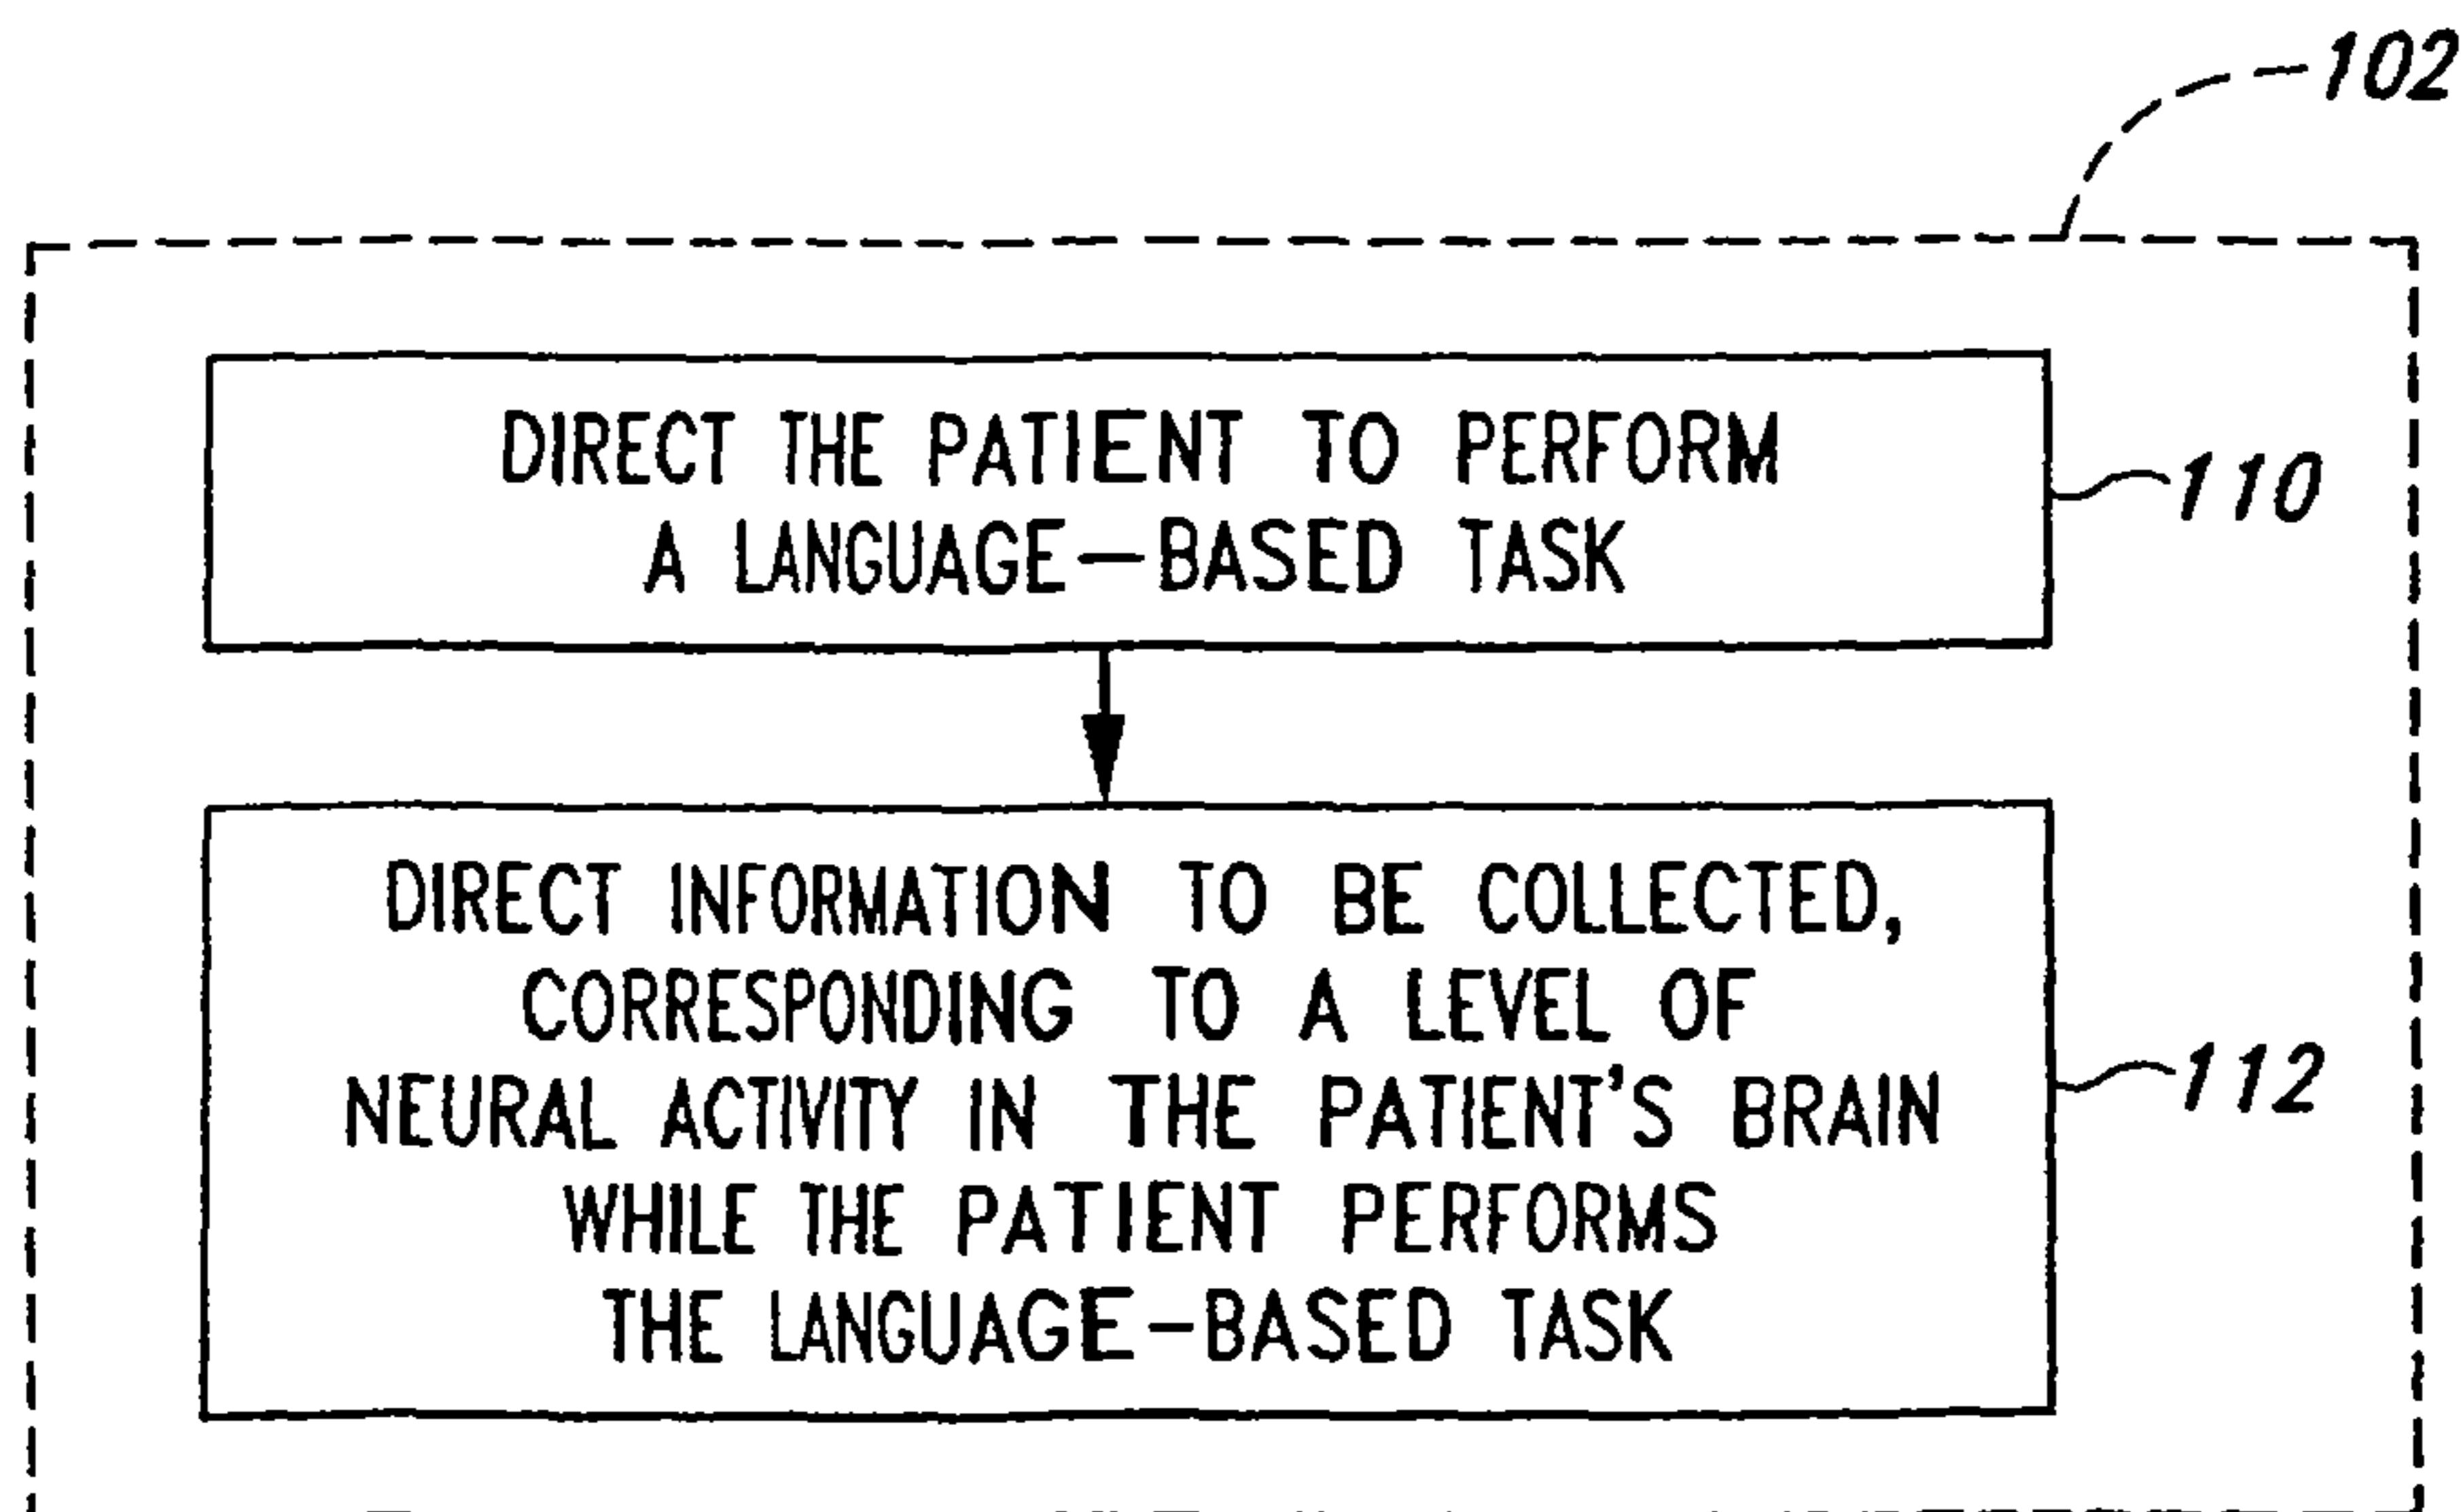 102
DIRECT THE PATIENT TO PERFORM
A LANGUAGE—BASED TASK
110
DIRECT INFORMATION TO BE COLLECTED,
CORRESPONDING TO A LEVEL OF
NEURAL ACTIVITY IN THE PATIENT'S BRAIN
112
WHILE THE PATIENT PERFORMS
THE LANGUAGE—BASED TASK